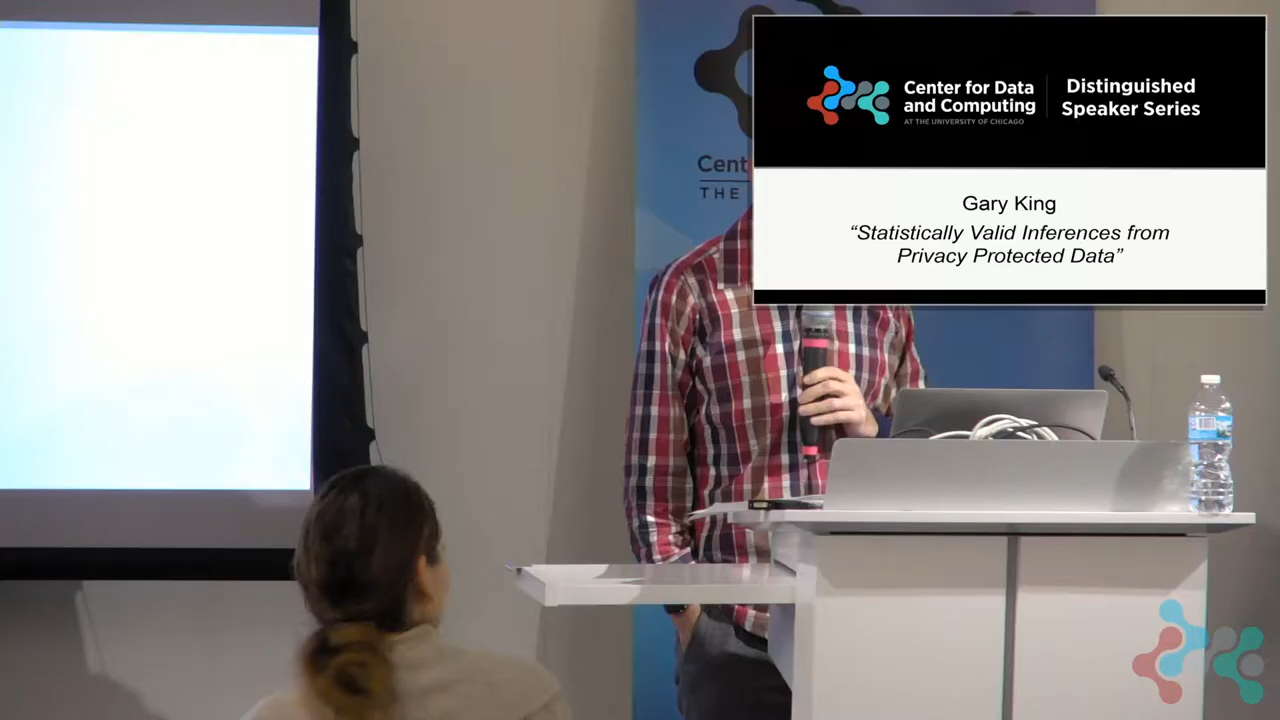 Center for Data
and Computing
AT THE UNIVERSITY OF CHICAGO
Distinguished
Speaker Series
Gary King
“Statistically Valid Inferences from
Privacy Protected Data”
Cent
THE